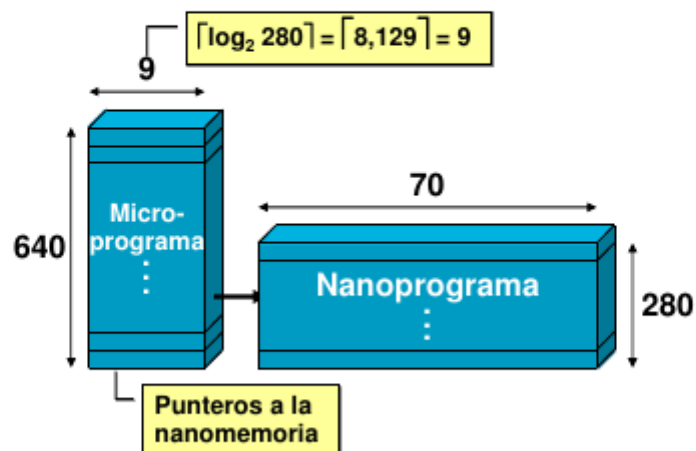 ⌈log₂ 280⌉ = ⌈8,129⌉ = 9
9
640
Micro-
programa
⋮
70
Nanoprograma
⋮
280
Punteros a la
nanomemoria